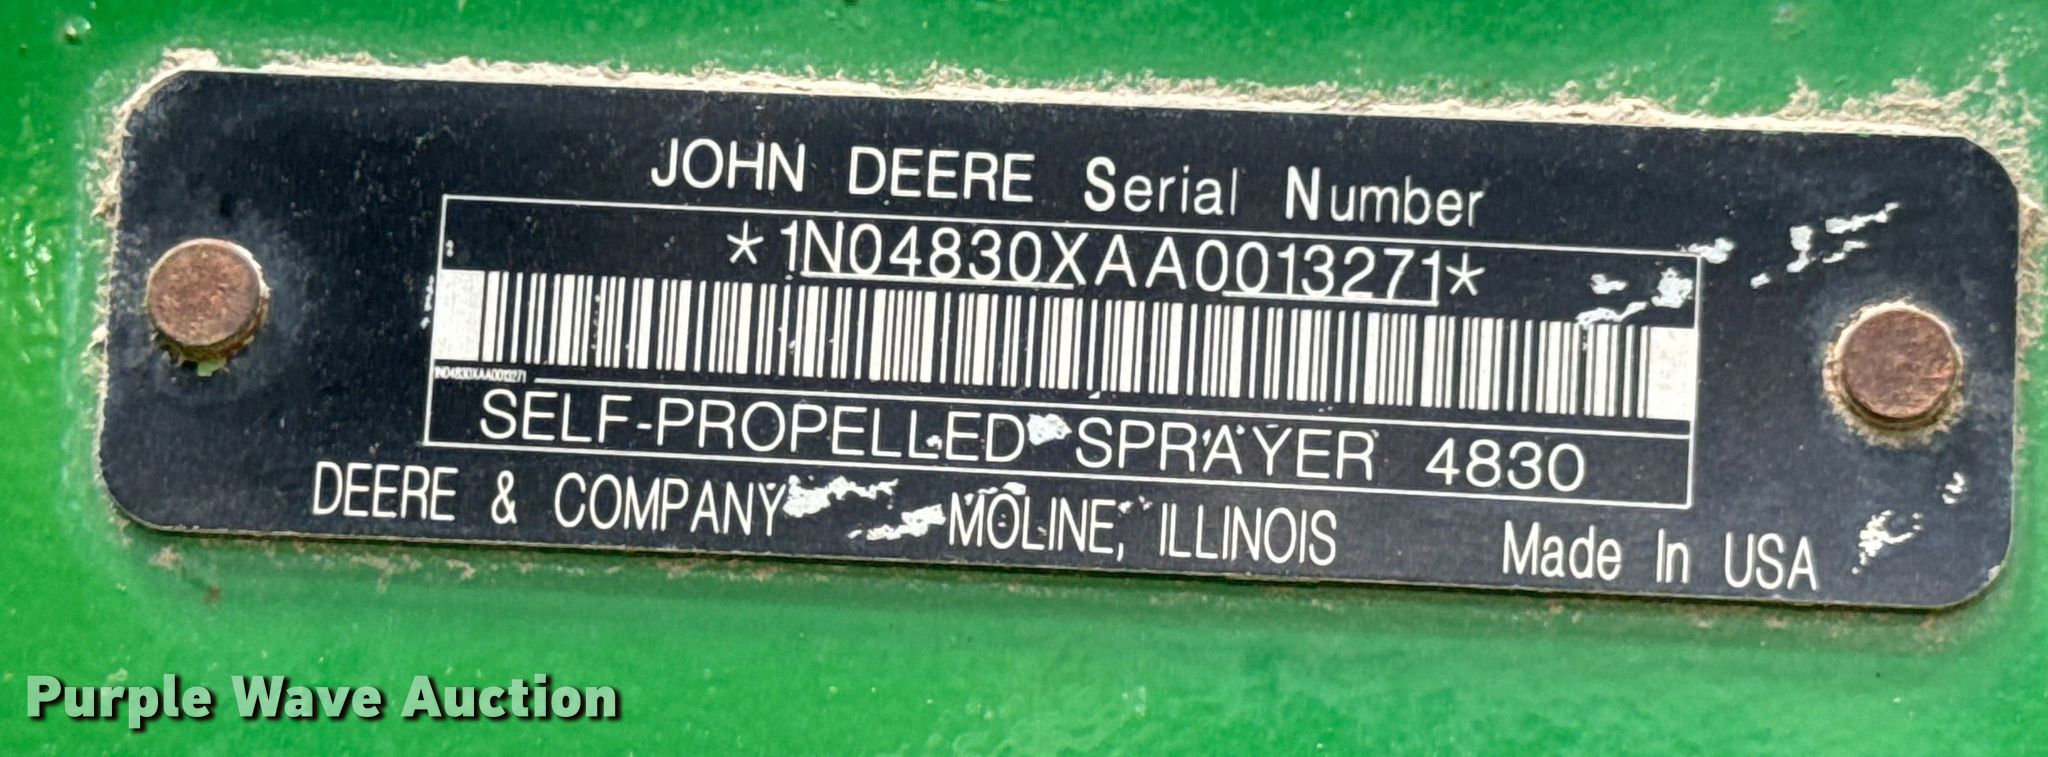 JOHN DEERE Serial Number
*1N04830XAA0013271*
1N04830XAA0013271
SELF-PROPELLED SPRAYER 4830
DEERE & COMPANY MOLINE, ILLINOIS Made In USA
Purple Wave Auction